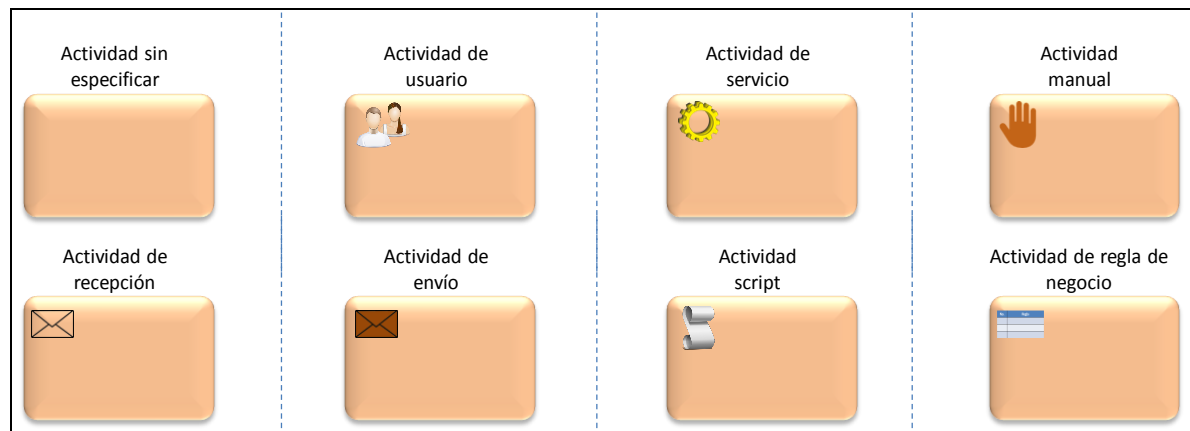 Actividad sin
especificar
Actividad de
usuario
Actividad de
servicio
Actividad
manual
Actividad de
recepción
Actividad de
envío
Actividad
script
Actividad de regla de
negocio